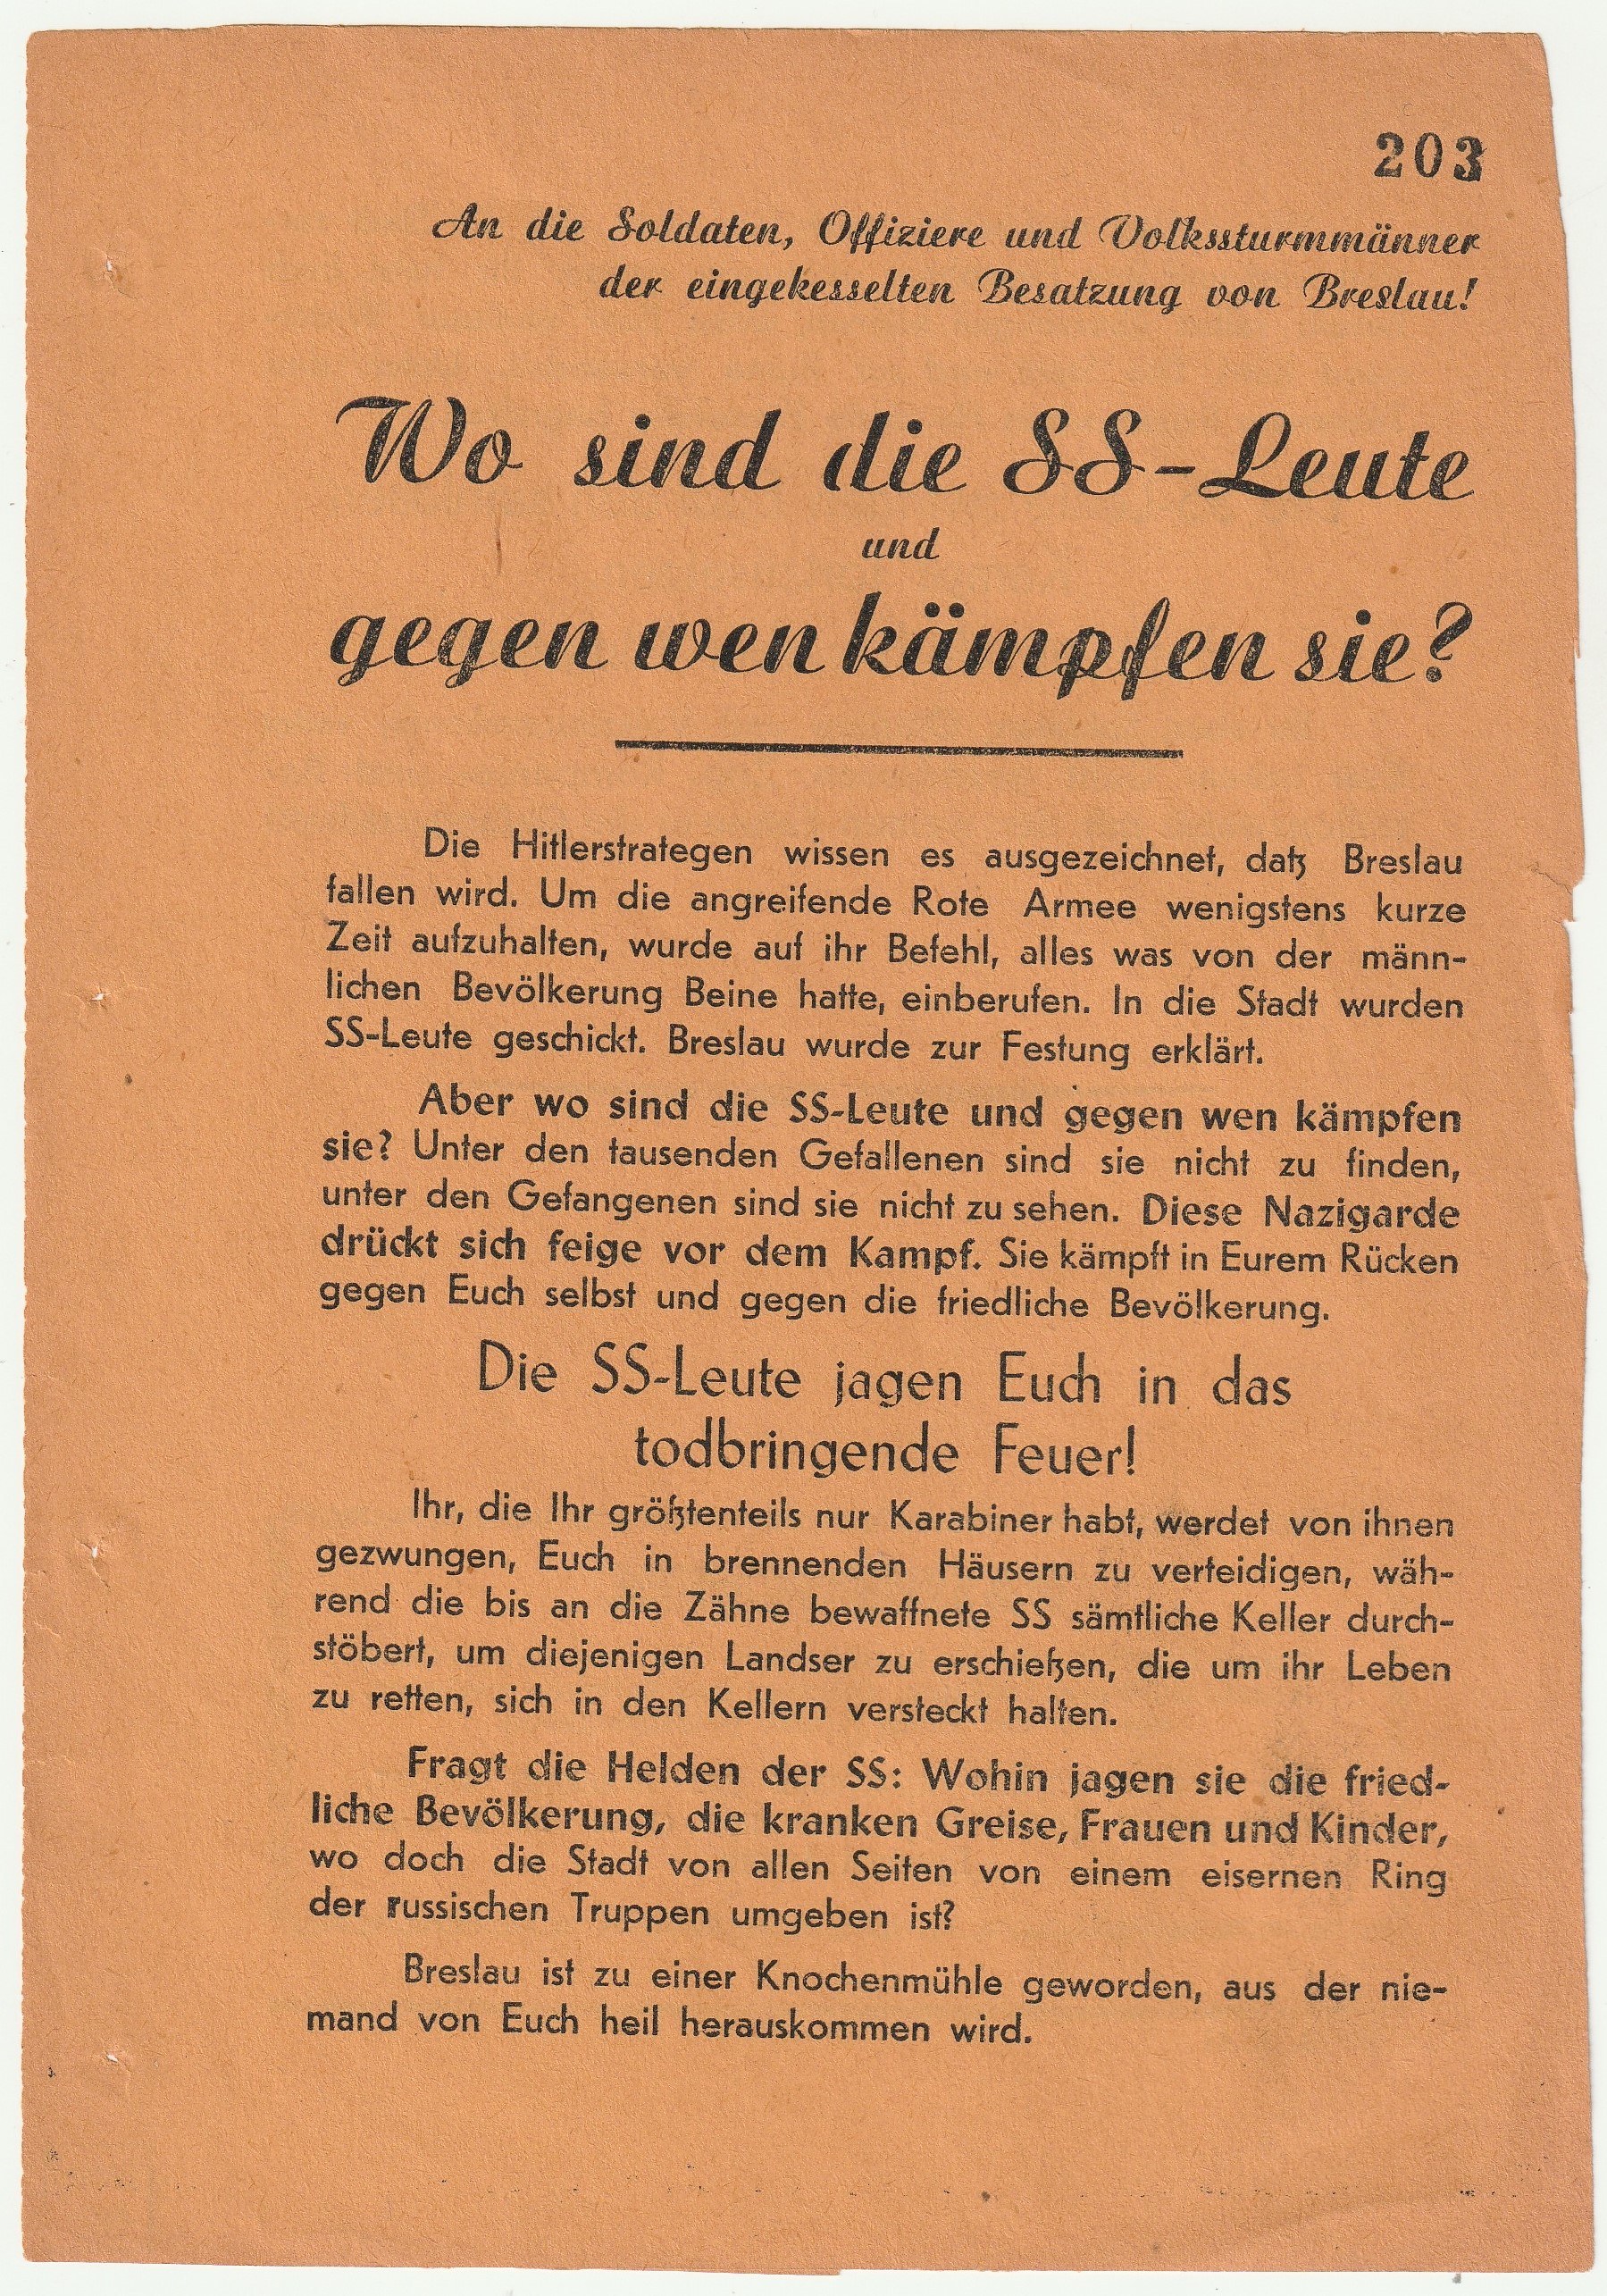 203
An die Soldaten, Offiziere und Volkssturmmänner
der eingekesselten Besatzung von Breslau!
Wo sind die SS-Leute
und
gegen wen kämpfen sie?
Die Hitlerstrategen wissen es ausgezeichnet, daß Breslau
fallen wird. Um die angreifende Rote Armee wenigstens kurze
Zeit aufzuhalten, wurde auf ihr Befehl, alles was von der männ-
lichen Bevölkerung Beine hatte, einberufen. In die Stadt wurden
SS-Leute geschickt. Breslau wurde zur Festung erklärt.
Aber wo sind die SS-Leute und gegen wen kämpfen
sie? Unter den tausenden Gefallenen sind sie nicht zu finden,
unter den Gefangenen sind sie nicht zu sehen. Diese Nazigarde
drückt sich feige vor dem Kampf. Sie kämpft in Eurem Rücken
gegen Euch selbst und gegen die friedliche Bevölkerung.
Die SS-Leute jagen Euch in das
todbringende Feuer!
Ihr, die Ihr größtenteils nur Karabiner habt, werdet von ihnen
gezwungen, Euch in brennenden Häusern zu verteidigen, wäh-
rend die bis an die Zähne bewaffnete SS sämtliche Keller durch-
stöbert, um diejenigen Landser zu erschießen, die um ihr Leben
zu retten, sich in den Kellern versteckt halten.
Fragt die Helden der SS: Wohin jagen sie die fried-
liche Bevölkerung, die kranken Greise, Frauen und Kinder,
wo doch die Stadt von allen Seiten von einem eisernen Ring
der russischen Truppen umgeben ist?
Breslau ist zu einer Knochenmühle geworden, aus der nie-
mand von Euch heil herauskommen wird.